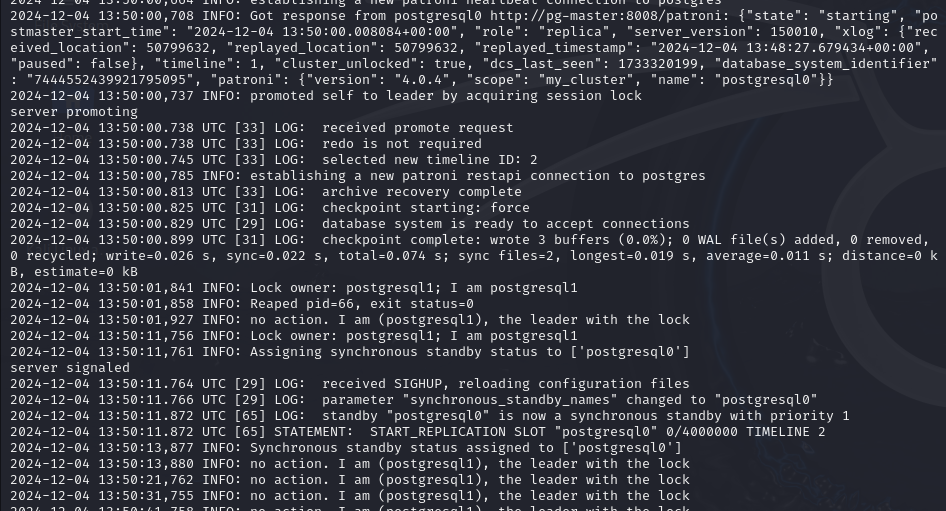 2024-12-04 13:50:00,664 INFO: establishing a new patroni heartbeat connection to postgres
2024-12-04 13:50:00,708 INFO: Got response from postgresql0 http://pg-master:8008/patroni: {"state": "starting", "po
stmaster_start_time": "2024-12-04 13:50:00.008084+00:00", "role": "replica", "server_version": 150010, "xlog": {"rec
eived_location": 50799632, "replayed_location": 50799632, "replayed_timestamp": "2024-12-04 13:48:27.679434+00:00",
"paused": false}, "timeline": 1, "cluster_unlocked": true, "dcs_last_seen": 1733320199, "database_system_identifier"
: "7444552439921795095", "patroni": {"version": "4.0.4", "scope": "my_cluster", "name": "postgresql0"}}
2024-12-04 13:50:00,737 INFO: promoted self to leader by acquiring session lock
server promoting
2024-12-04 13:50:00.738 UTC [33] LOG:  received promote request
2024-12-04 13:50:00.738 UTC [33] LOG:  redo is not required
2024-12-04 13:50:00.745 UTC [33] LOG:  selected new timeline ID: 2
2024-12-04 13:50:00,785 INFO: establishing a new patroni restapi connection to postgres
2024-12-04 13:50:00.813 UTC [33] LOG:  archive recovery complete
2024-12-04 13:50:00.825 UTC [31] LOG:  checkpoint starting: force
2024-12-04 13:50:00.829 UTC [29] LOG:  database system is ready to accept connections
2024-12-04 13:50:00.899 UTC [31] LOG:  checkpoint complete: wrote 3 buffers (0.0%); 0 WAL file(s) added, 0 removed,
0 recycled; write=0.026 s, sync=0.022 s, total=0.074 s; sync files=2, longest=0.019 s, average=0.011 s; distance=0 k
B, estimate=0 kB
2024-12-04 13:50:01,841 INFO: Lock owner: postgresql1; I am postgresql1
2024-12-04 13:50:01,858 INFO: Reaped pid=66, exit status=0
2024-12-04 13:50:01,927 INFO: no action. I am (postgresql1), the leader with the lock
2024-12-04 13:50:11,756 INFO: Lock owner: postgresql1; I am postgresql1
2024-12-04 13:50:11,761 INFO: Assigning synchronous standby status to ['postgresql0']
server signaled
2024-12-04 13:50:11.764 UTC [29] LOG:  received SIGHUP, reloading configuration files
2024-12-04 13:50:11.766 UTC [29] LOG:  parameter "synchronous_standby_names" changed to "postgresql0"
2024-12-04 13:50:11.872 UTC [65] LOG:  standby "postgresql0" is now a synchronous standby with priority 1
2024-12-04 13:50:11.872 UTC [65] STATEMENT:  START_REPLICATION SLOT "postgresql0" 0/4000000 TIMELINE 2
2024-12-04 13:50:13,877 INFO: Synchronous standby status assigned to ['postgresql0']
2024-12-04 13:50:13,880 INFO: no action. I am (postgresql1), the leader with the lock
2024-12-04 13:50:21,762 INFO: no action. I am (postgresql1), the leader with the lock
2024-12-04 13:50:31,755 INFO: no action. I am (postgresql1), the leader with the lock
2024-12-04 13:50:41,758 INFO: no action. I am (postgresql1), the leader with the lock